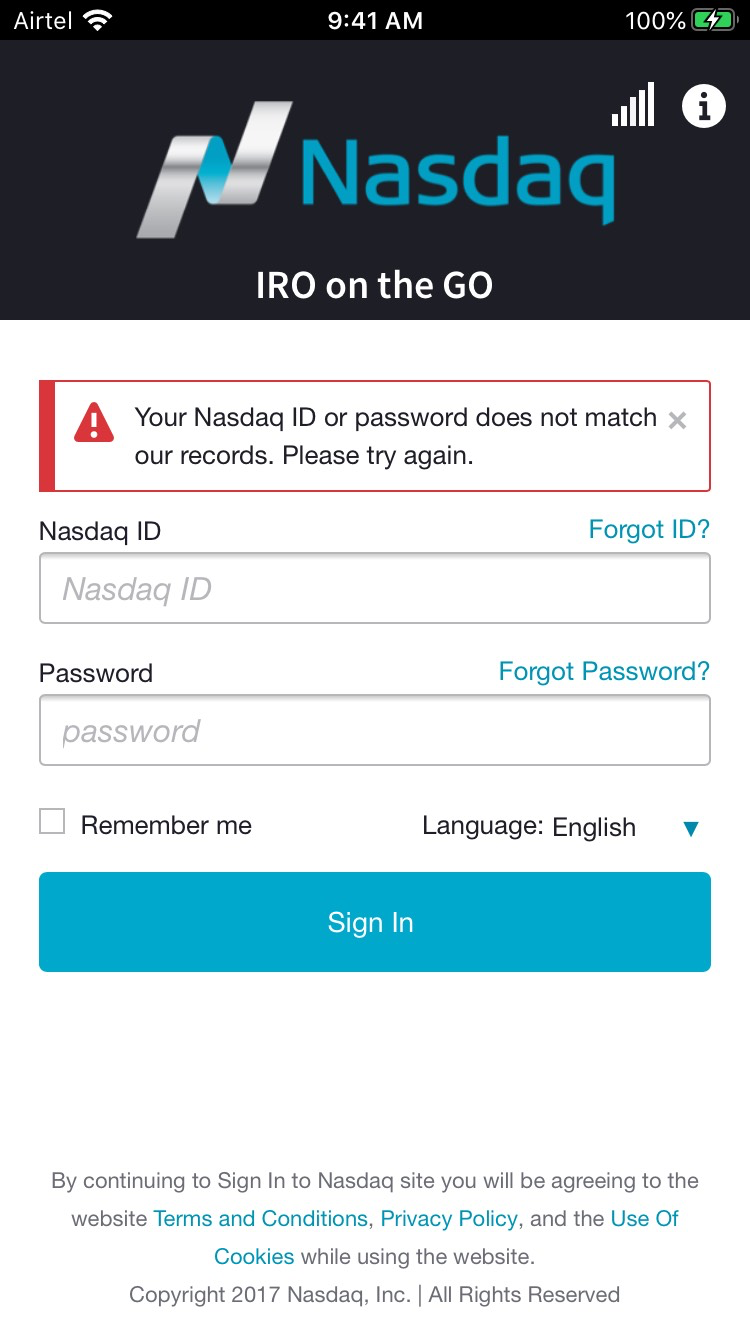 Airtel 9:41 AM 100%
Nasdaq
IRO on the GO
Your Nasdaq ID or password does not match
our records. Please try again.
Nasdaq ID Forgot ID?
Nasdaq ID
Password Forgot Password?
password
Remember me Language: English
Sign In
By continuing to Sign In to Nasdaq site you will be agreeing to the
website Terms and Conditions, Privacy Policy, and the Use Of
Cookies while using the website.
Copyright 2017 Nasdaq, Inc. | All Rights Reserved